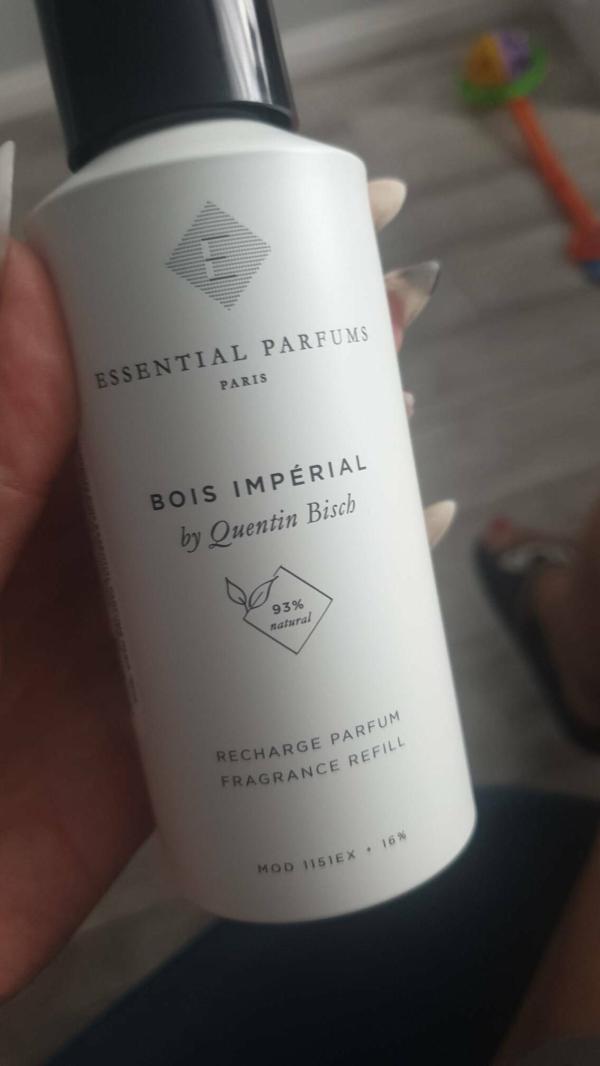 E
ESSENTIAL PARFUMS
PARIS
BOIS IMPÉRIAL
by Quentin Bisch
93%
natural
RECHARGE PARFUM
FRAGRANCE REFILL
MOD 1151EX + 16%